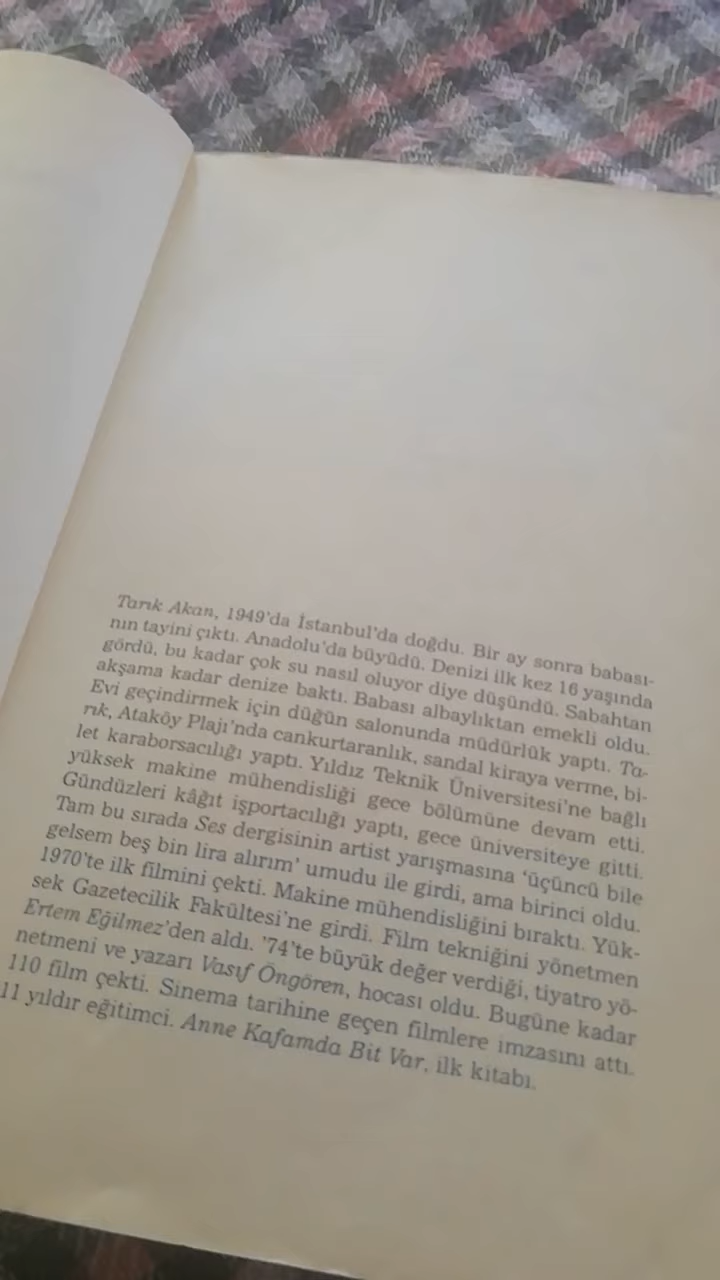 Tarık Akan, 1949'da İstanbul'da doğdu. Bir ay sonra babası-
nın tayini çıktı. Anadolu'da büyüdü. Denizi ilk kez 16 yaşında
gördü, bu kadar çok su nasıl oluyor diye düşündü. Sabahtan
akşama kadar denize baktı. Babası albaylıktan emekli oldu.
Evi geçindirmek için düğün salonunda müdürlük yaptı. Ta-
rık, Ataköy Plajı'nda cankurtaranlık, sandal kiraya verme, bi-
let karaborsacılığı yaptı. Yıldız Teknik Üniversitesi'ne bağlı
yüksek makine mühendisliği gece bölümüne devam etti.
Gündüzleri kâğıt işportacılığı yaptı, gece üniversiteye gitti.
Tam bu sırada Ses dergisinin artist yarışmasına 'üçüncü bile
gelsem beş bin lira alırım' umudu ile girdi, ama birinci oldu.
1970'te ilk filmini çekti. Makine mühendisliğini bıraktı. Yük-
sek Gazetecilik Fakültesi'ne girdi. Film tekniğini yönetmen
Ertem Eğilmez'den aldı. '74'te büyük değer verdiği, tiyatro yö-
netmeni ve yazarı Vasıf Öngören, hocası oldu. Bugüne kadar
110 film çekti. Sinema tarihine geçen filmlere imzasını attı.
11 yıldır eğitimci. Anne Kafamda Bit Var, ilk kitabı.